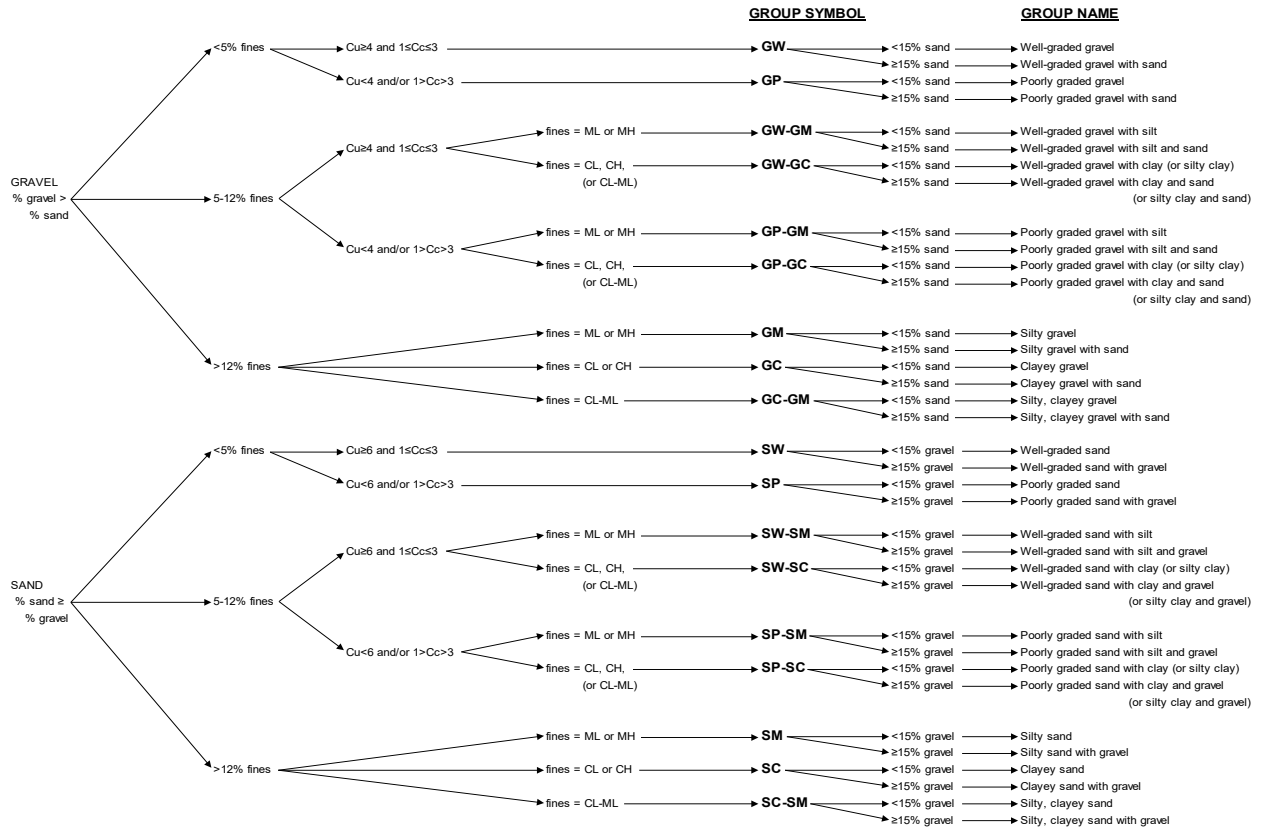 GROUP SYMBOL GROUP NAME
<5% fines Cu≥4 and 1≤Cc≤3 GW <15% sand Well-graded gravel
≥15% sand Well-graded gravel with sand
Cu<4 and/or 1>Cc>3 GP <15% sand Poorly graded gravel
≥15% sand Poorly graded gravel with sand
fines = ML or MH GW-GM <15% sand Well-graded gravel with silt
Cu≥4 and 1≤Cc≤3 ≥15% sand Well-graded gravel with silt and sand
fines = CL, CH, GW-GC <15% sand Well-graded gravel with clay (or silty clay)
GRAVEL (or CL-ML) ≥15% sand Well-graded gravel with clay and sand
% gravel > 5-12% fines (or silty clay and sand)
% sand
fines = ML or MH GP-GM <15% sand Poorly graded gravel with silt
Cu<4 and/or 1>Cc>3 ≥15% sand Poorly graded gravel with silt and sand
fines = CL, CH, GP-GC <15% sand Poorly graded gravel with clay (or silty clay)
(or CL-ML) ≥15% sand Poorly graded gravel with clay and sand
(or silty clay and sand)
fines = ML or MH GM <15% sand Silty gravel
≥15% sand Silty gravel with sand
>12% fines fines = CL or CH GC <15% sand Clayey gravel
≥15% sand Clayey gravel with sand
fines = CL-ML GC-GM <15% sand Silty, clayey gravel
≥15% sand Silty, clayey gravel with sand
<5% fines Cu≥6 and 1≤Cc≤3 SW <15% gravel Well-graded sand
≥15% gravel Well-graded sand with gravel
Cu<6 and/or 1>Cc>3 SP <15% gravel Poorly graded sand
≥15% gravel Poorly graded sand with gravel
fines = ML or MH SW-SM <15% gravel Well-graded sand with silt
Cu≥6 and 1≤Cc≤3 ≥15% gravel Well-graded sand with silt and gravel
fines = CL, CH, SW-SC <15% gravel Well-graded sand with clay (or silty clay)
SAND (or CL-ML) ≥15% gravel Well-graded sand with clay and gravel
% sand ≥ 5-12% fines (or silty clay and gravel)
% gravel
fines = ML or MH SP-SM <15% gravel Poorly graded sand with silt
Cu<6 and/or 1>Cc>3 ≥15% gravel Poorly graded sand with silt and gravel
fines = CL, CH, SP-SC <15% gravel Poorly graded sand with clay (or silty clay)
(or CL-ML) ≥15% gravel Poorly graded sand with clay and gravel
(or silty clay and gravel)
fines = ML or MH SM <15% gravel Silty sand
≥15% gravel Silty sand with gravel
>12% fines fines = CL or CH SC <15% gravel Clayey sand
≥15% gravel Clayey sand with gravel
fines = CL-ML SC-SM <15% gravel Silty, clayey sand
≥15% gravel Silty, clayey sand with gravel